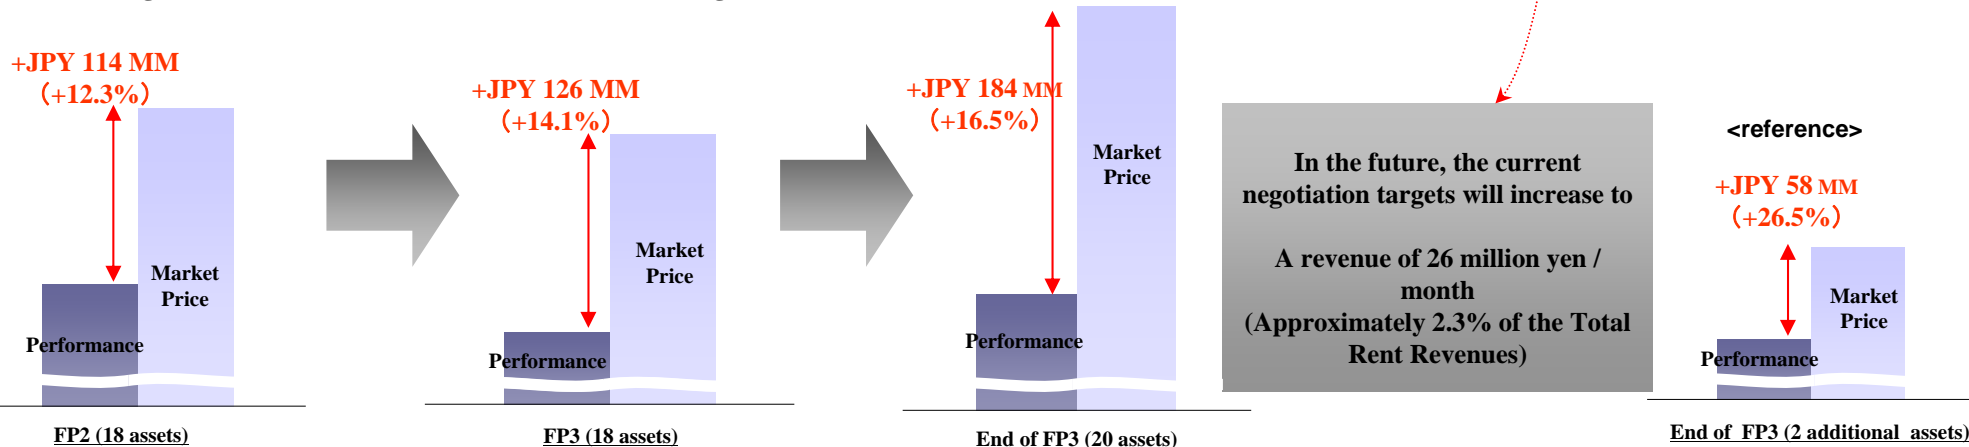 +JPY 114 MM
(+12.3%)
Market
Price
Performance
FP2 (18 assets)
+JPY 126 MM
(+14.1%)
Market
Price
Performance
FP3 (18 assets)
+JPY 184 MM
(+16.5%)
Market
Price
Performance
End of FP3 (20 assets)
In the future, the current
negotiation targets will increase to
A revenue of 26 million yen /
month
(Approximately 2.3% of the Total
Rent Revenues)
<reference>
+JPY 58 MM
(+26.5%)
Market
Price
Performance
End of FP3 (2 additional assets)